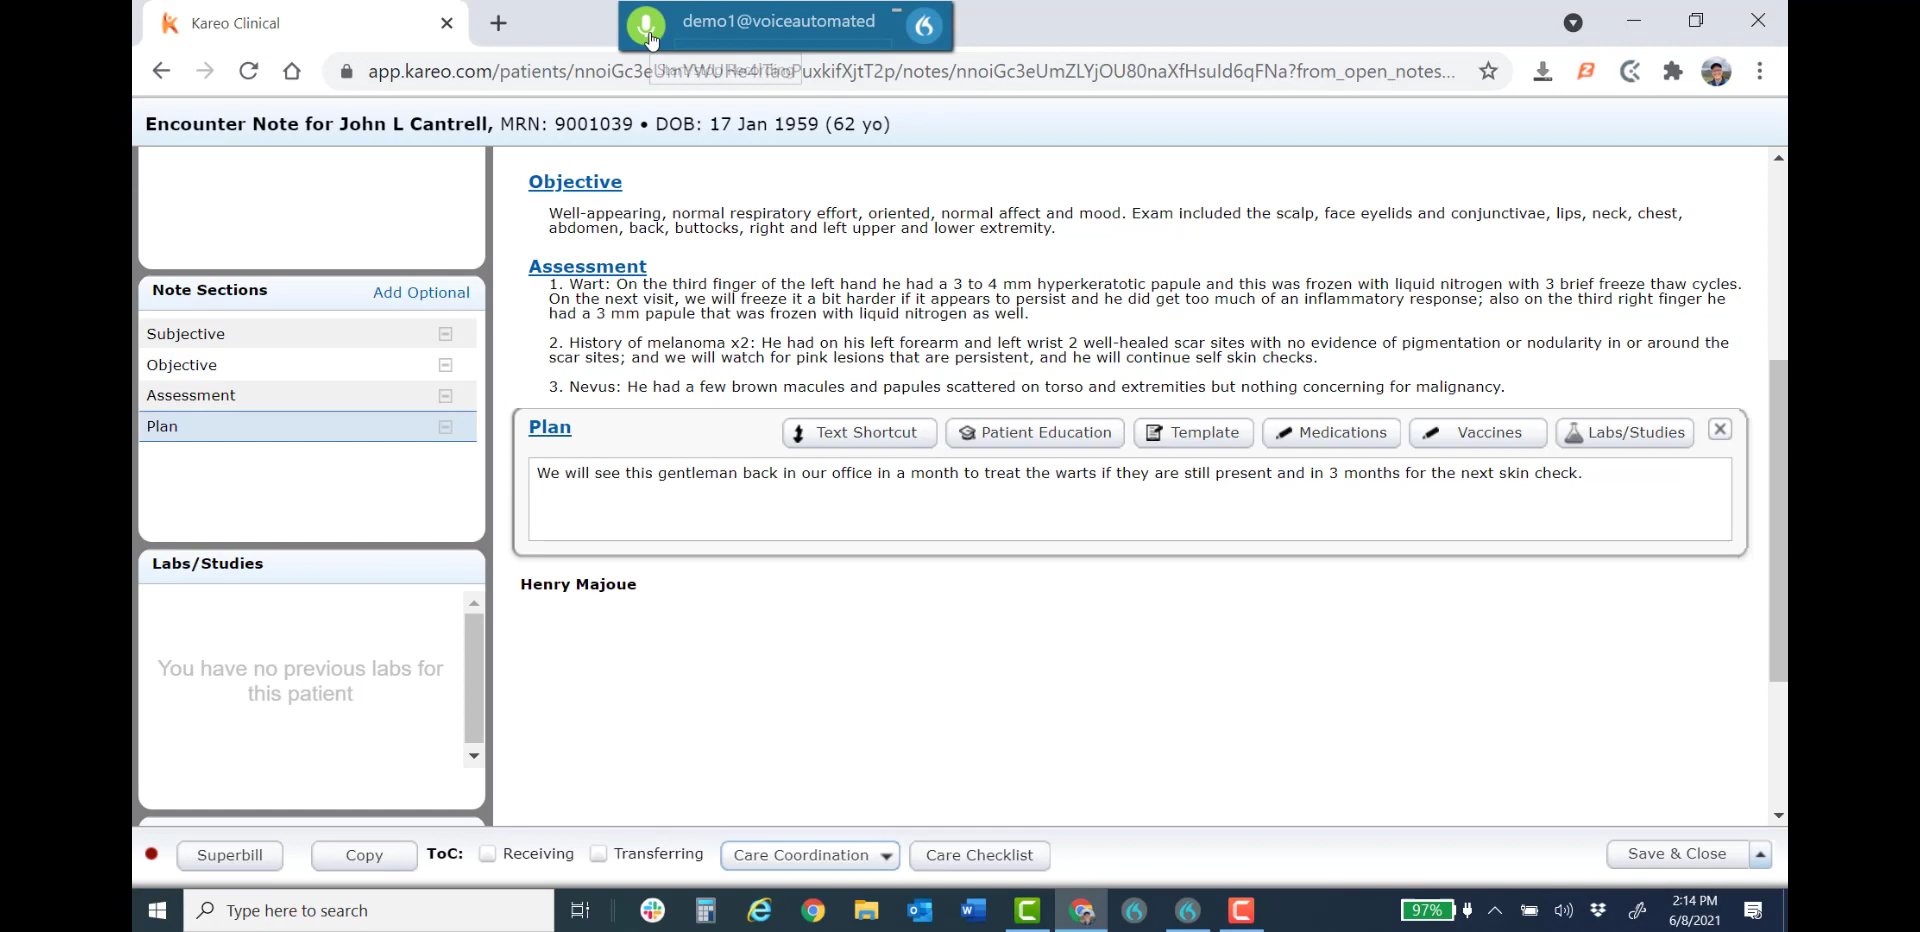 Kareo Clinical
demo1@voiceautomated
app.kareo.com/patients/nnoiGc3e PuxkifXjtT2p/notes/nnoiGc3eUmZLYjOU80naXfHsuld6qFNa?from_open_notes...
Encounter Note for John L Cantrell, MRN: 9001039 • DOB: 17 Jan 1959 (62 yo)
Note Sections
Add Optional
Subjective
Objective
Assessment
Plan
Labs/Studies
You have no previous labs for
this patient
Objective
Well-appearing, normal respiratory effort, oriented, normal affect and mood. Exam included the scalp, face eyelids and conjunctivae, lips, neck, chest,
abdomen, back, buttocks, right and left upper and lower extremity.
Assessment
1. Wart: On the third finger of the left hand he had a 3 to 4 mm hyperkeratotic papule and this was frozen with liquid nitrogen with 3 brief freeze thaw cycles.
On the next visit, we will freeze it a bit harder if it appears to persist and he did get too much of an inflammatory response; also on the third right finger he
had a 3 mm papule that was frozen with liquid nitrogen as well.
2. History of melanoma x2: He had on his left forearm and left wrist 2 well-healed scar sites with no evidence of pigmentation or nodularity in or around the
scar sites; and we will watch for pink lesions that are persistent, and he will continue self skin checks.
3. Nevus: He had a few brown macules and papules scattered on torso and extremities but nothing concerning for malignancy.
Plan
Text Shortcut
Patient Education
Template
Medications
Vaccines
Labs/Studies
We will see this gentleman back in our office in a month to treat the warts if they are still present and in 3 months for the next skin check.
Henry Majoue
Superbill
Copy
ToC:
Receiving
Transferring
Care Coordination
Care Checklist
Save & Close
Type here to search
97%
2:14 PM
6/8/2021